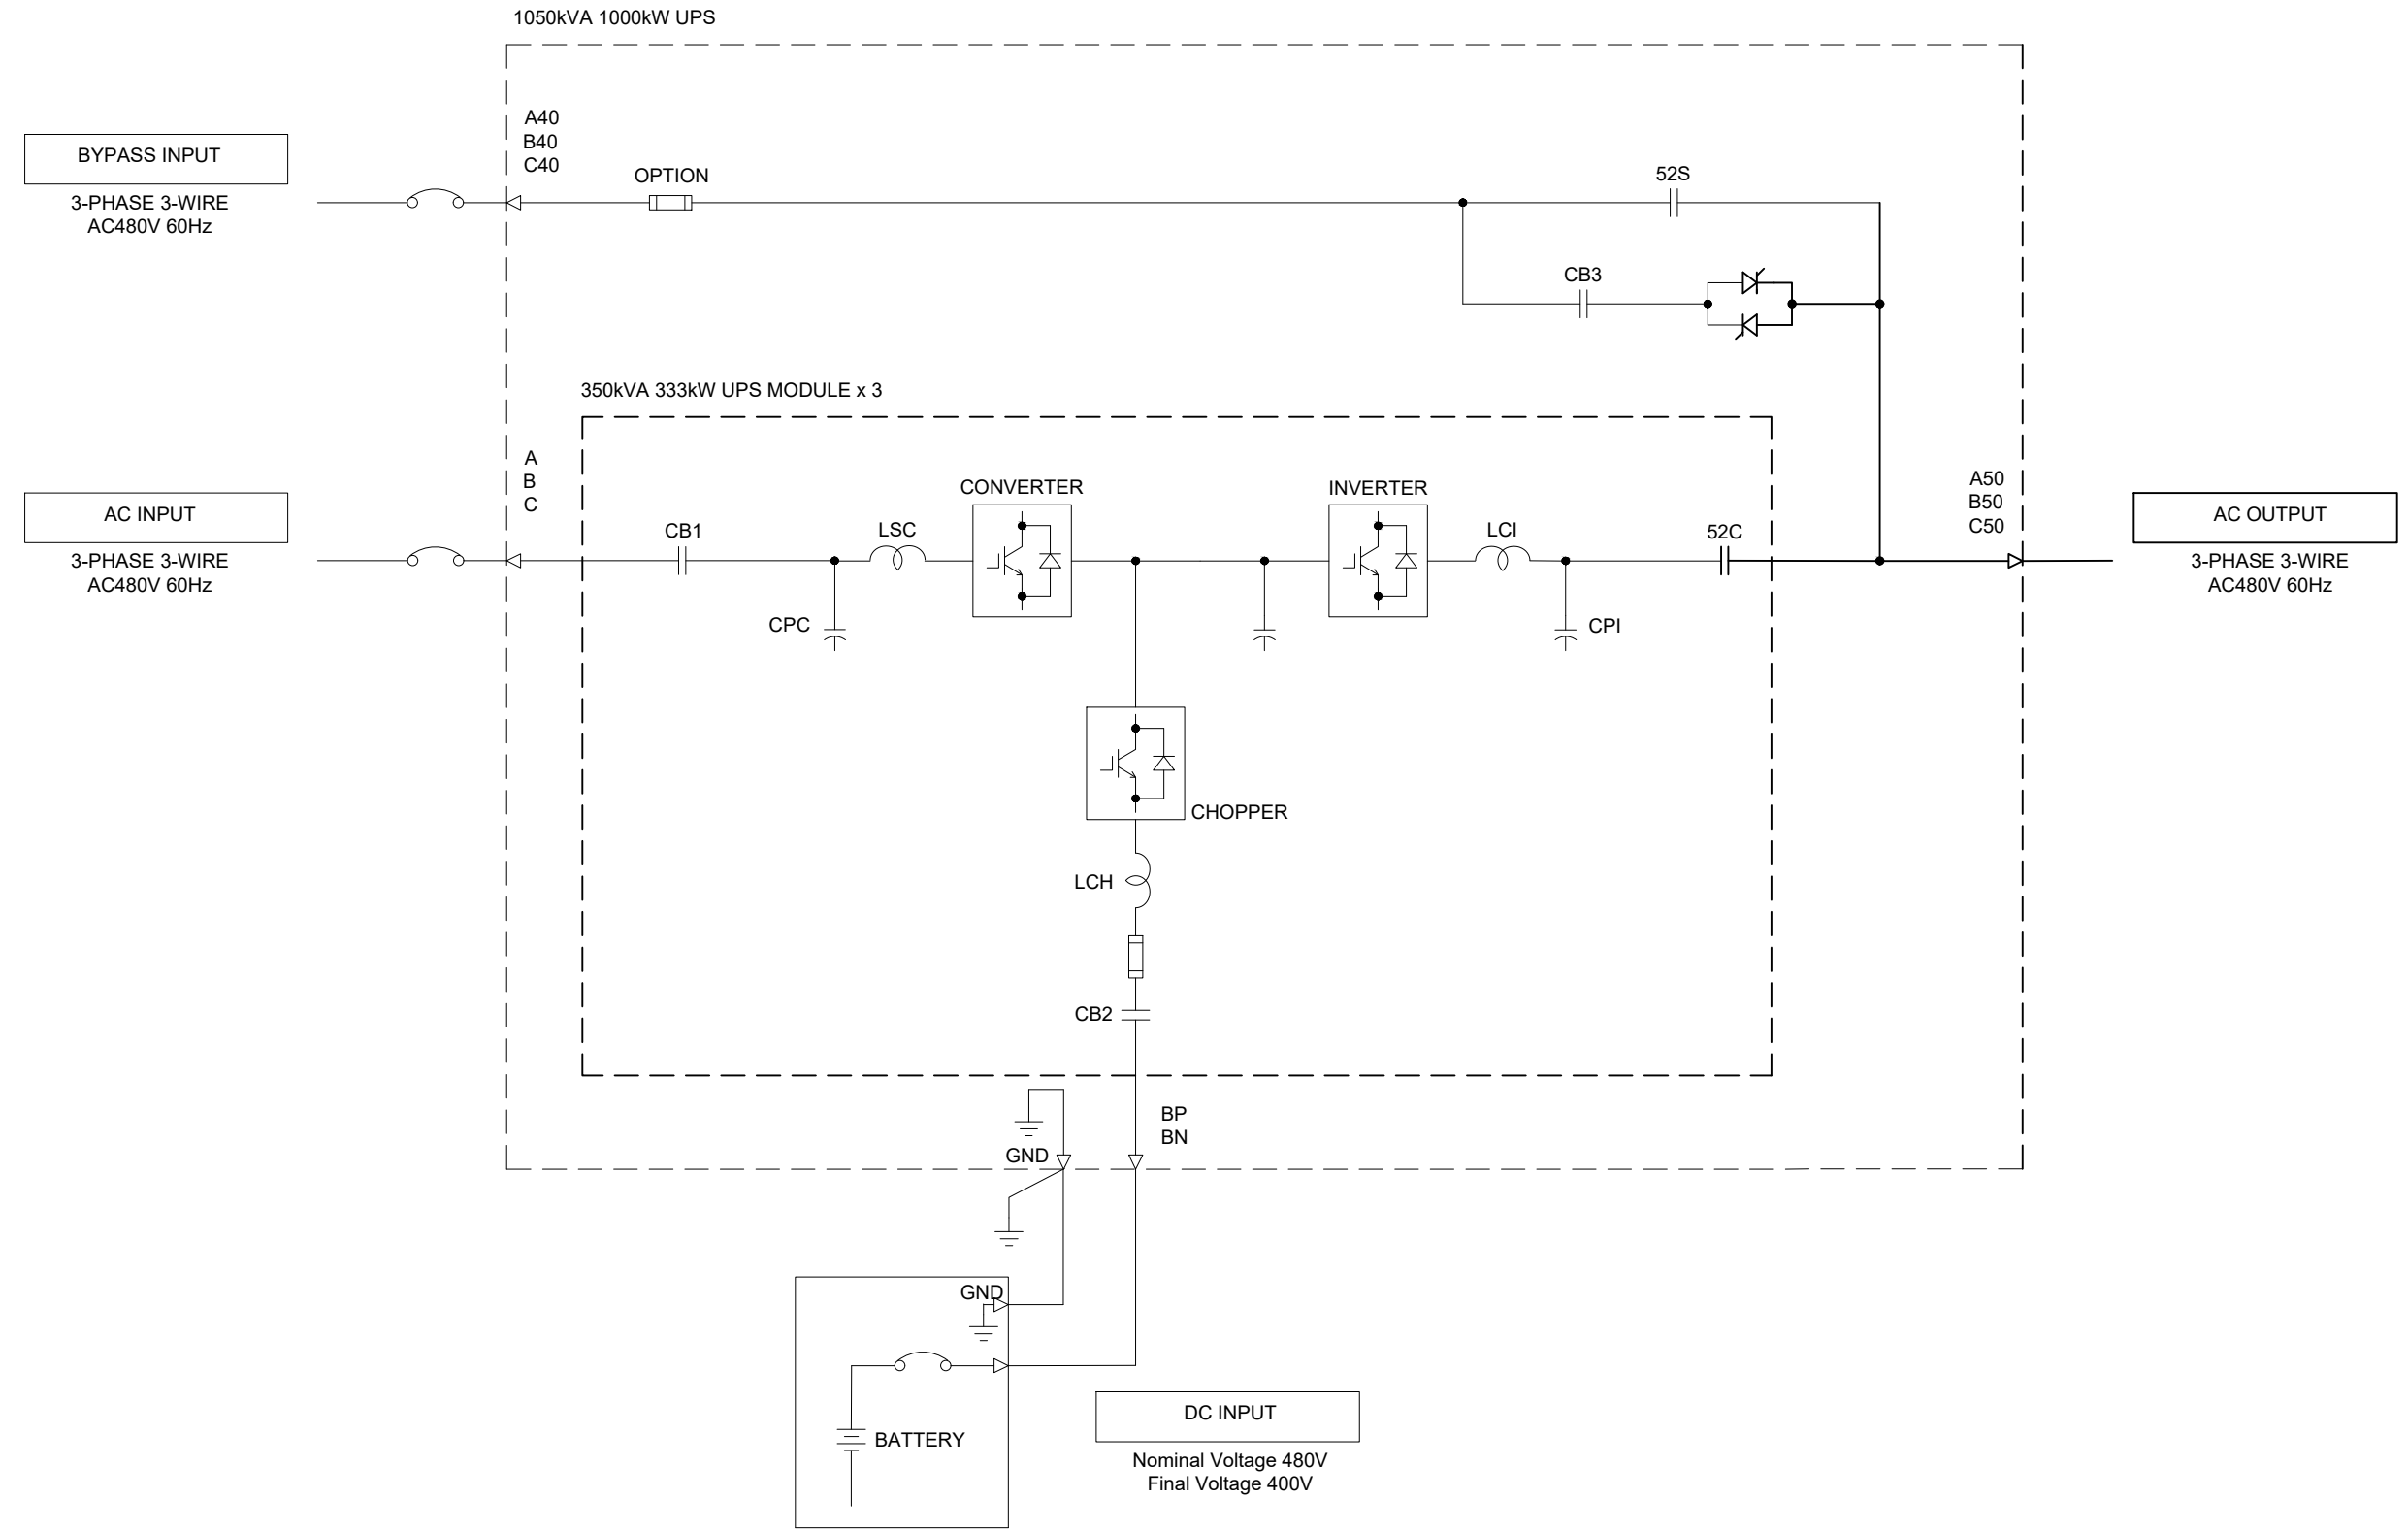 1050kVA 1000kW UPS
A40
B40
C40
BYPASS INPUT
3-PHASE 3-WIRE
AC480V 60Hz
OPTION
52S
CB3
350kVA 333kW UPS MODULE x 3
A
B
C
AC INPUT
3-PHASE 3-WIRE
AC480V 60Hz
CB1
LSC
CONVERTER
INVERTER
LCI
52C
A50
B50
C50
AC OUTPUT
3-PHASE 3-WIRE
AC480V 60Hz
CPC
CPI
CHOPPER
LCH
CB2
BP
BN
GND
GND
BATTERY
DC INPUT
Nominal Voltage 480V
Final Voltage 400V